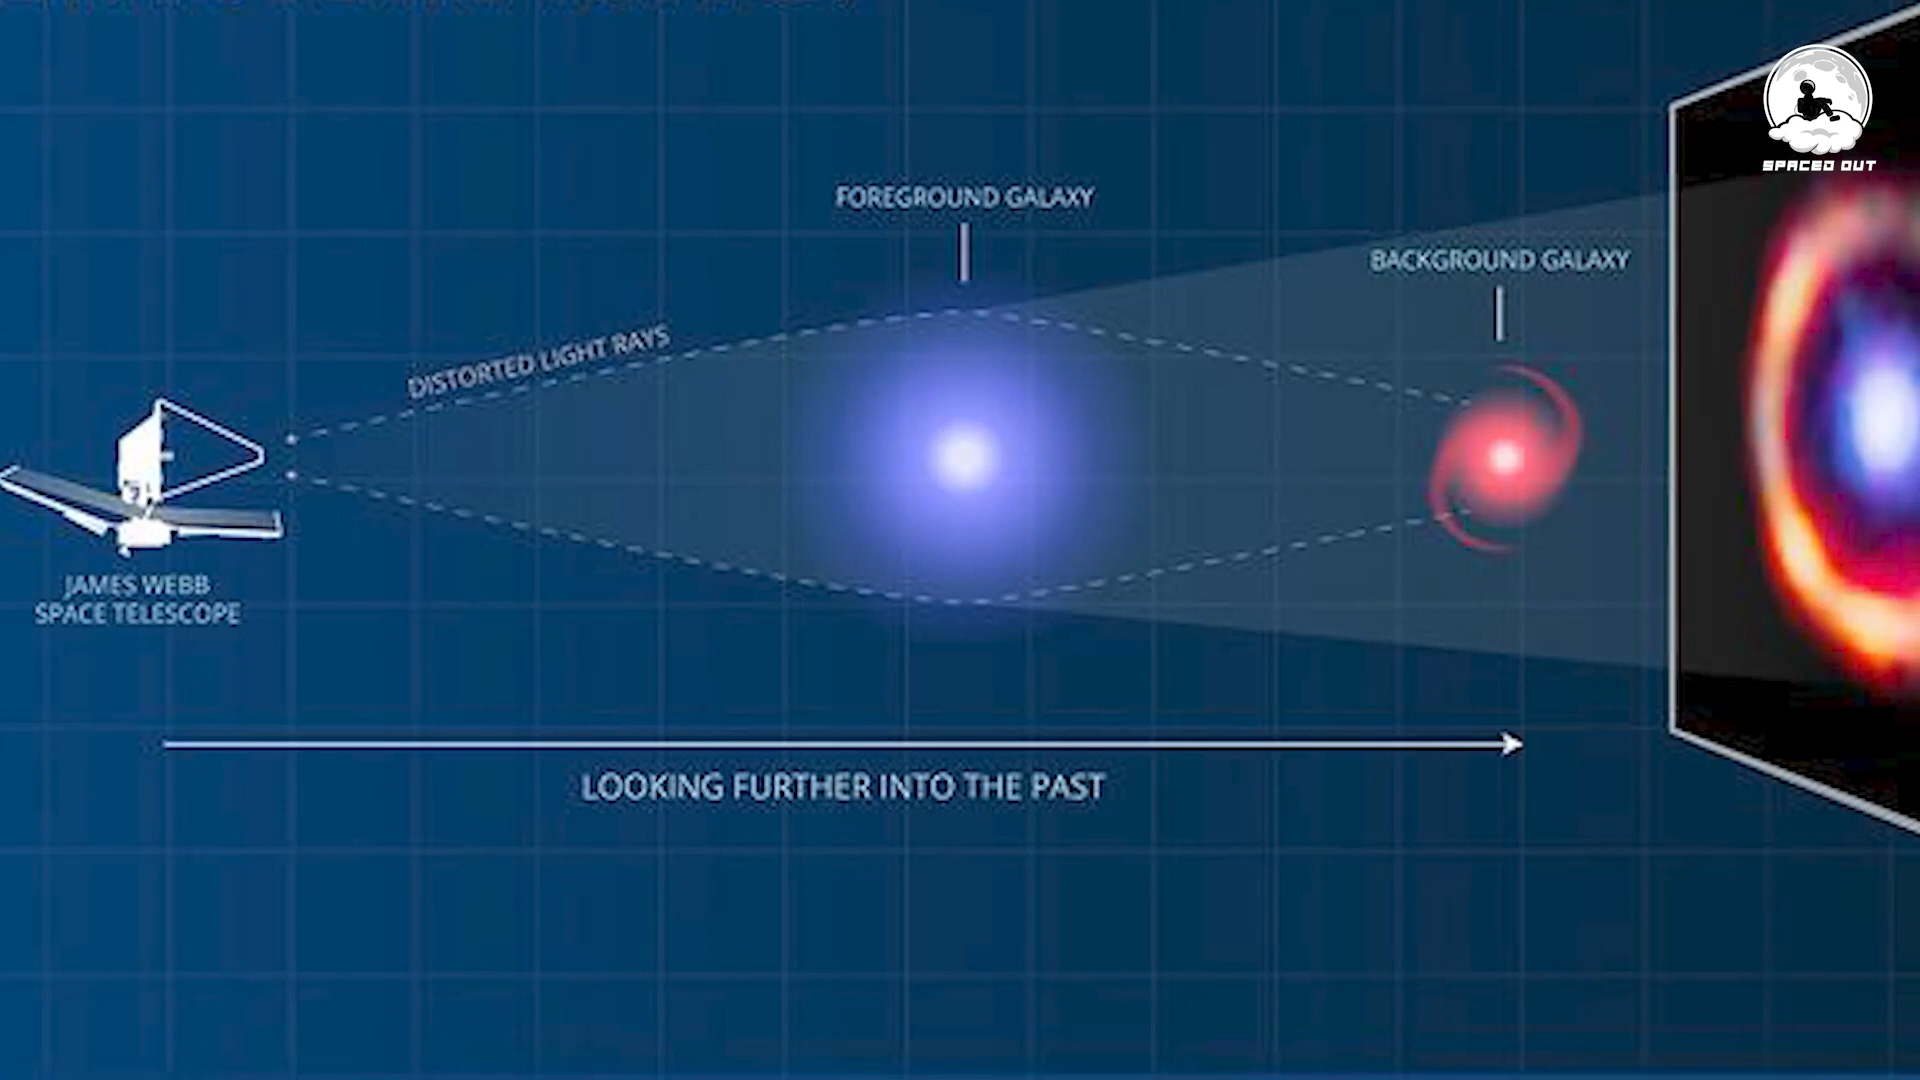 SPACED OUT
FOREGROUND GALAXY
BACKGROUND GALAXY
DISTORTED LIGHT RAYS
JAMES WEBB
SPACE TELESCOPE
LOOKING FURTHER INTO THE PAST